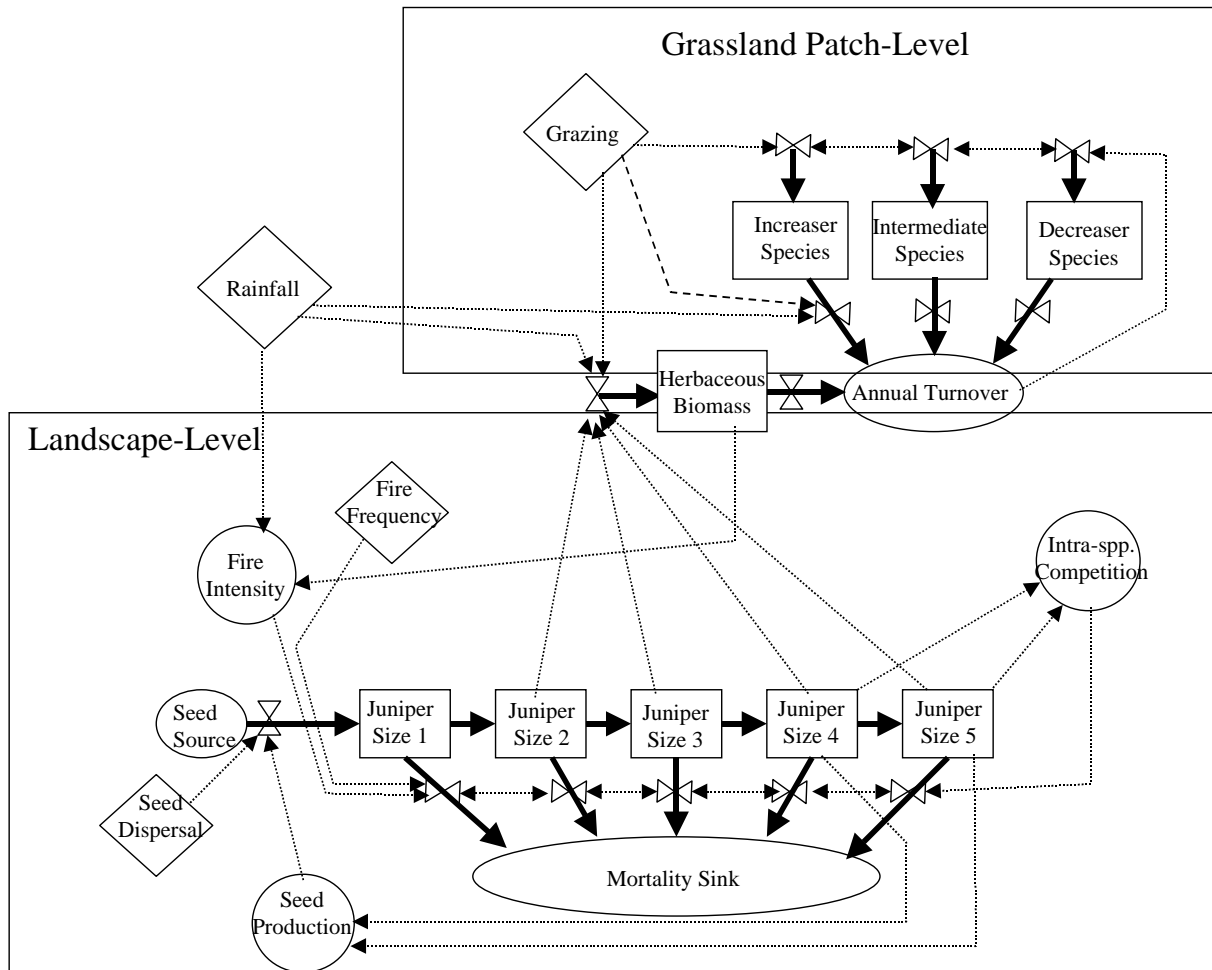 Grassland Patch-Level
Grazing
Increaser
Species
Intermediate
Species
Decreaser
Species
Rainfall
Herbaceous
Biomass
Annual Turnover
Landscape-Level
Fire
Frequency
Fire
Intensity
Intra-spp.
Competition
Seed
Source
Juniper
Size 1
Juniper
Size 2
Juniper
Size 3
Juniper
Size 4
Juniper
Size 5
Seed
Dispersal
Mortality Sink
Seed
Production